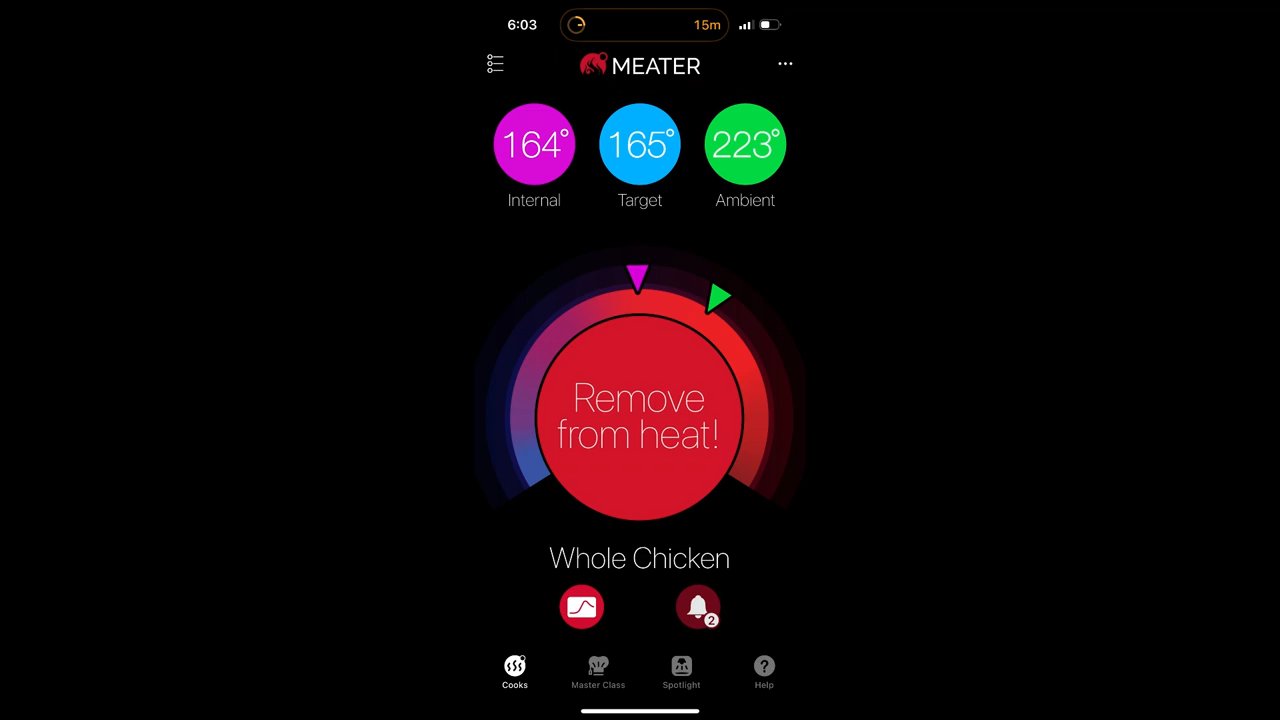 6:03
15m
MEATER
164° 165° 223°
Internal Target Ambient
Remove
from heat!
Whole Chicken
2
Cooks Master Class Spotlight Help